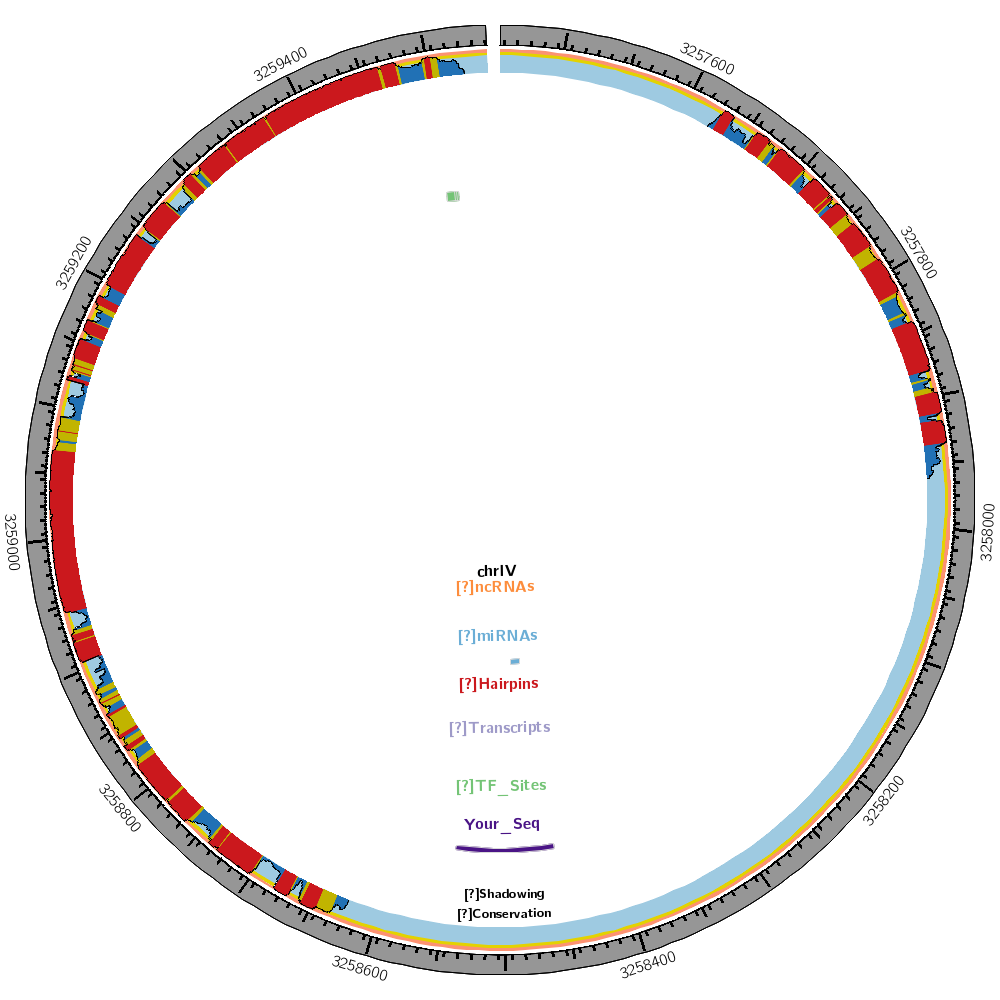 3259400
3257600
3259200
3257800
3259000
3258000
chrIV
[?]ncRNAs
[?]miRNAs
[?]Hairpins
[?]Transcripts
[?]TF_Sites
3258800
3258200
Your_Seq
[?]Shadowing
[?]Conservation
3258600
3258400